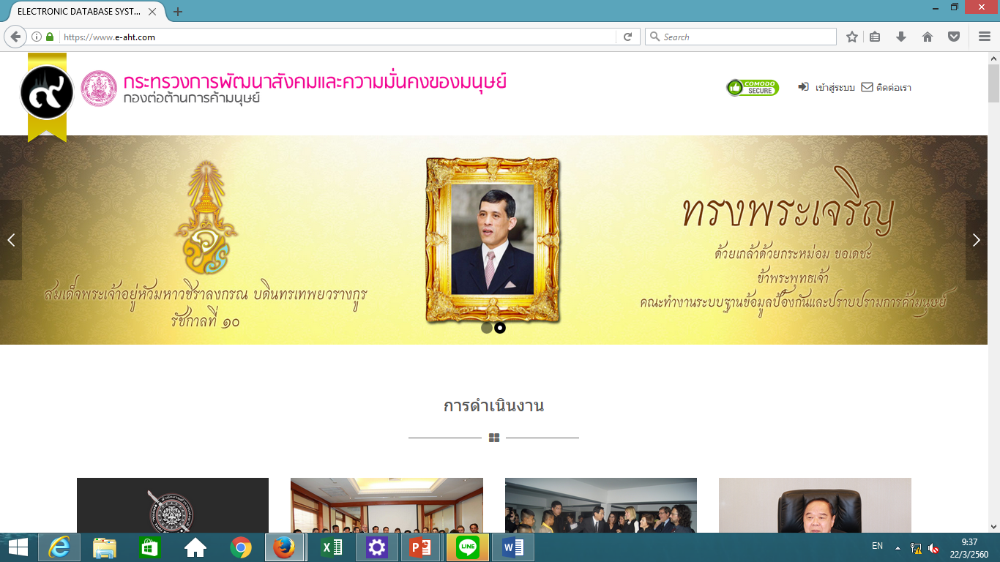 ELECTRONIC DATABASE SYST...
https://www.e-aht.com
Search
๙
กระทรวงการพัฒนาสังคมและความมั่นคงของมนุษย์
กองต่อต้านการค้ามนุษย์
COMODO
SECURE
เข้าสู่ระบบ
ติดต่อเรา
สมเด็จพระเจ้าอยู่หัวมหาวชิราลงกรณ บดินทรเทพยวรางกูร
รัชกาลที่ ๑๐
ทรงพระเจริญ
ด้วยเกล้าด้วยกระหม่อม ขอเดชะ
ข้าพระพุทธเจ้า
คณะทำงานระบบฐานข้อมูลป้องกันและปราบปรามการค้ามนุษย์
การดำเนินงาน
LINE
EN
9:37
22/3/2560